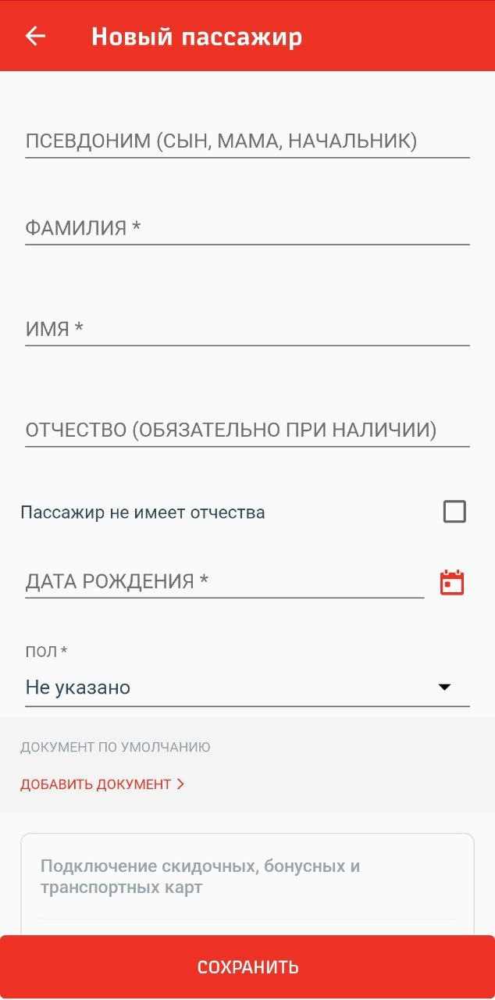 Новый пассажир
ПСЕВДОНИМ (СЫН, МАМА, НАЧАЛЬНИК)
ФАМИЛИЯ *
ИМЯ *
ОТЧЕСТВО (ОБЯЗАТЕЛЬНО ПРИ НАЛИЧИИ)
Пассажир не имеет отчества
ДАТА РОЖДЕНИЯ *
ПОЛ *
Не указано
ДОКУМЕНТ ПО УМОЛЧАНИЮ
ДОБАВИТЬ ДОКУМЕНТ
Подключение скидочных, бонусных и
транспортных карт
СОХРАНИТЬ